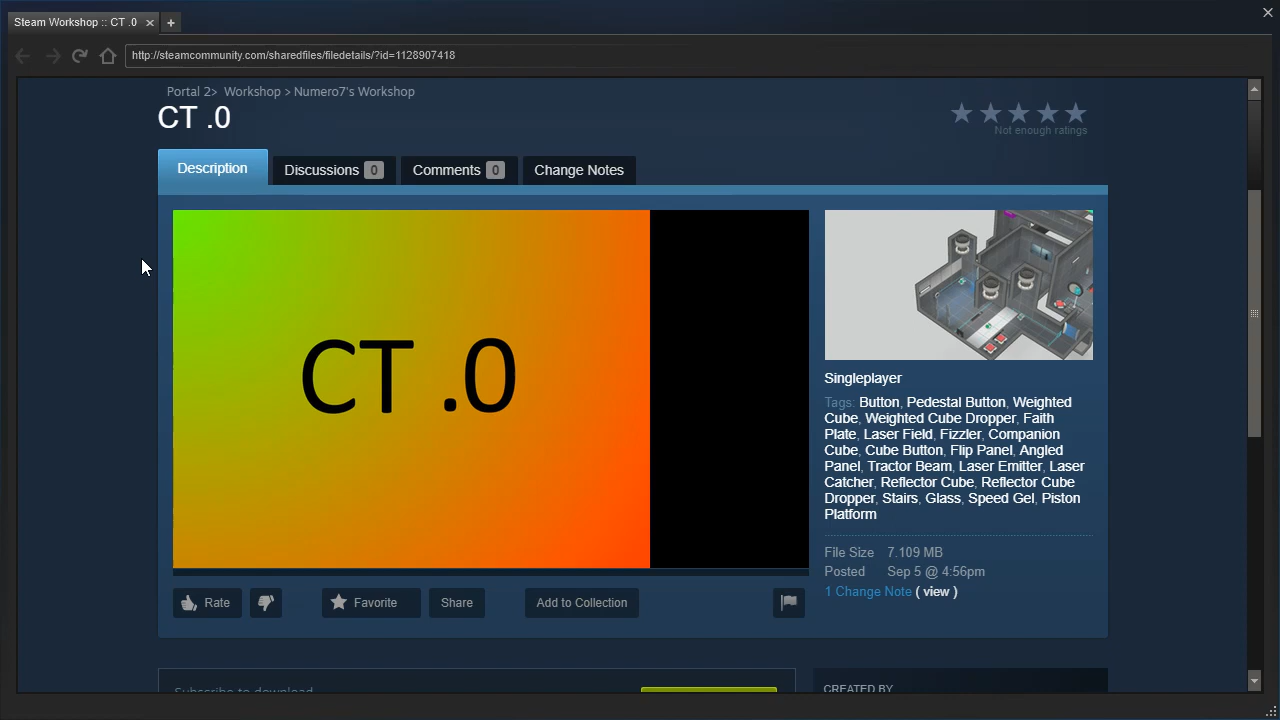 Steam Workshop :: CT .0
http://steamcommunity.com/sharedfiles/filedetails/?id=1128907418
Portal 2> Workshop > Numero7's Workshop
CT .0
Not enough ratings
Description
Discussions 0
Comments 0
Change Notes
CT .0
Singleplayer
Tags: Button, Pedestal Button, Weighted
Cube, Weighted Cube Dropper, Faith
Plate, Laser Field, Fizzler, Companion
Cube, Cube Button, Flip Panel, Angled
Panel, Tractor Beam, Laser Emitter, Laser
Catcher, Reflector Cube, Reflector Cube
Dropper, Stairs, Glass, Speed Gel, Piston
Platform
File Size 7.109 MB
Posted Sep 5 @ 4:56pm
1 Change Note ( view )
Rate
Favorite
Share
Add to Collection
Subscribe to download
CREATED BY